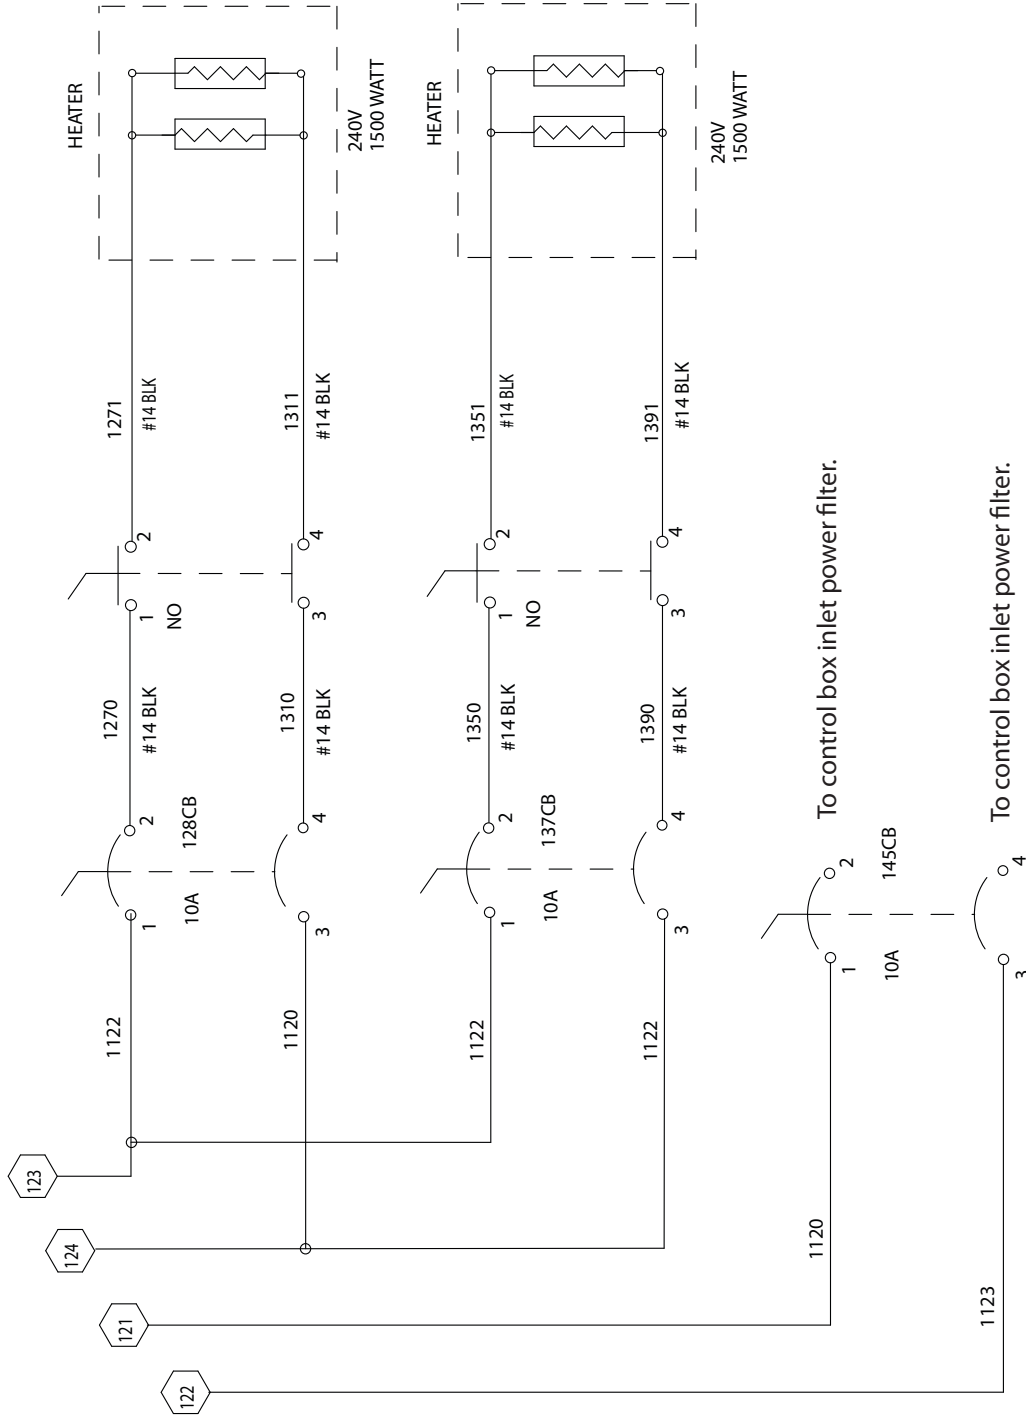 HEATER
240V
1500 WATT
1271
#14 BLK
1311
#14 BLK
2
4
1
NO
3
1270
#14 BLK
1310
#14 BLK
2
128CB
4
1
10A
3
1122
1120
HEATER
240V
1500 WATT
1351
#14 BLK
1391
#14 BLK
2
4
1
NO
3
1350
#14 BLK
1390
#14 BLK
2
137CB
4
1
10A
3
1122
1122
To control box inlet power filter.
To control box inlet power filter.
2
145CB
4
1
10A
3
1120
1123
123
124
121
122